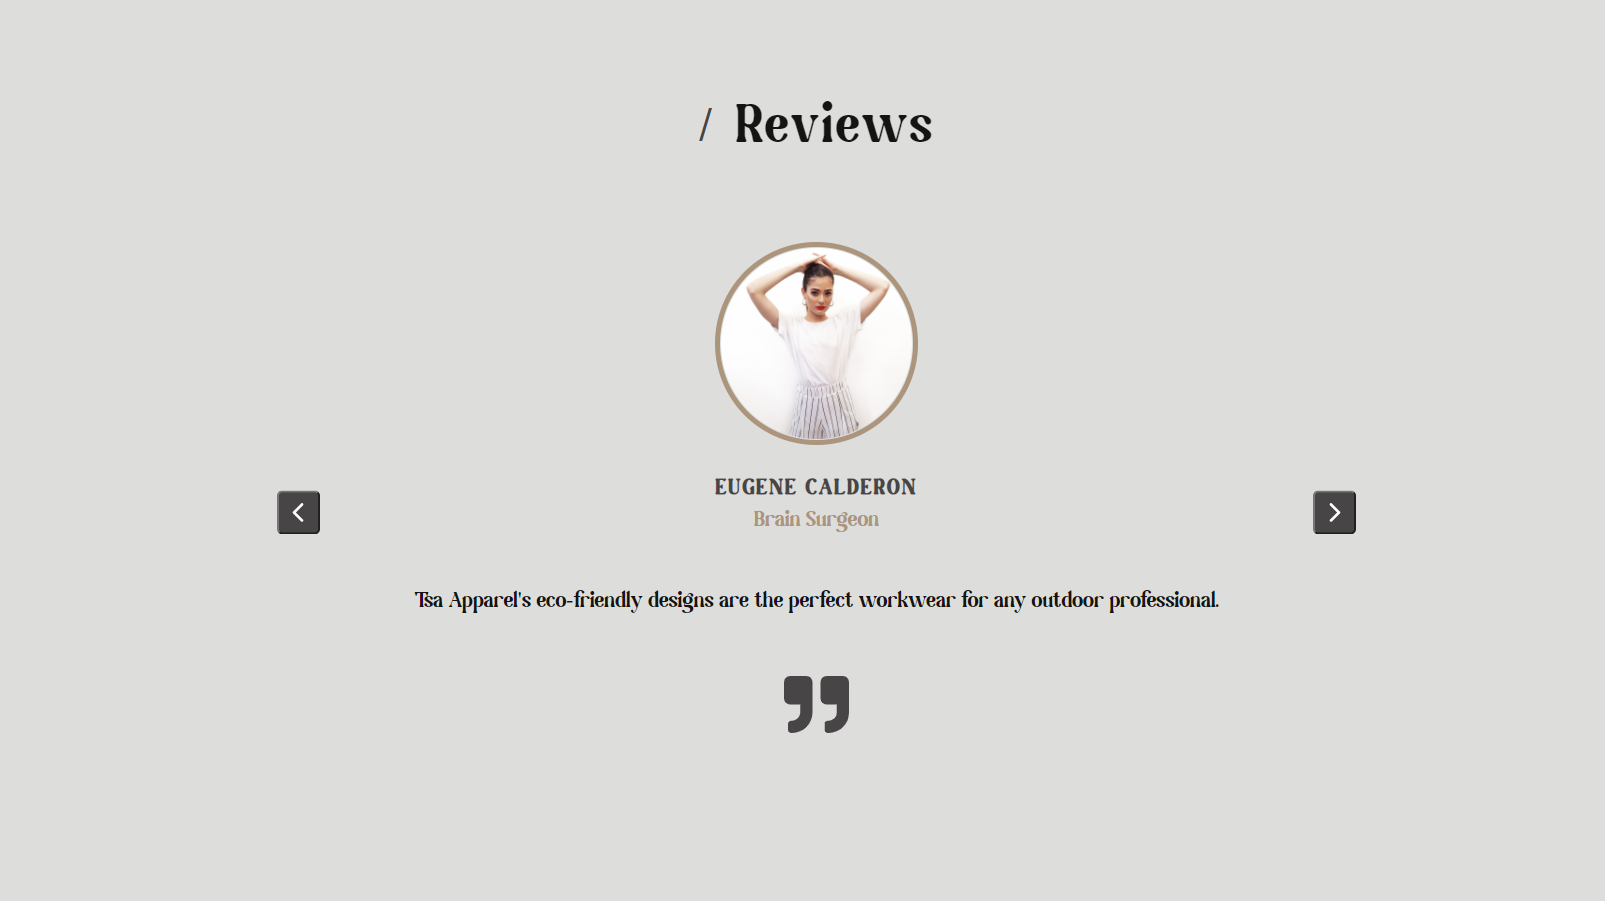 / Reviews
EUGENE CALDERON
Brain Surgeon
Tsa Apparel's eco-friendly designs are the perfect workwear for any outdoor professional.